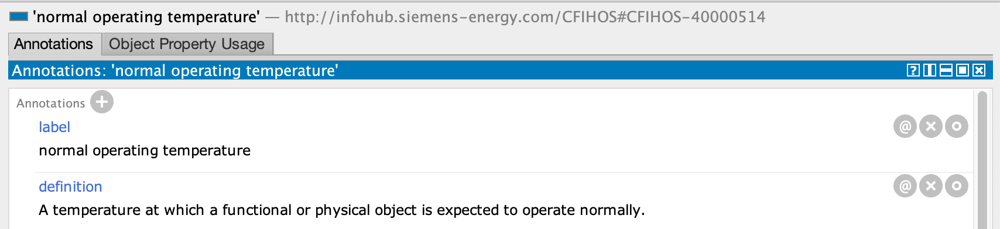 'normal operating temperature' — http://infohub.siemens-energy.com/CFIHOS#CFIHOS-40000514
Annotations Object Property Usage
Annotations: 'normal operating temperature'
Annotations
label
normal operating temperature
definition
A temperature at which a functional or physical object is expected to operate normally.